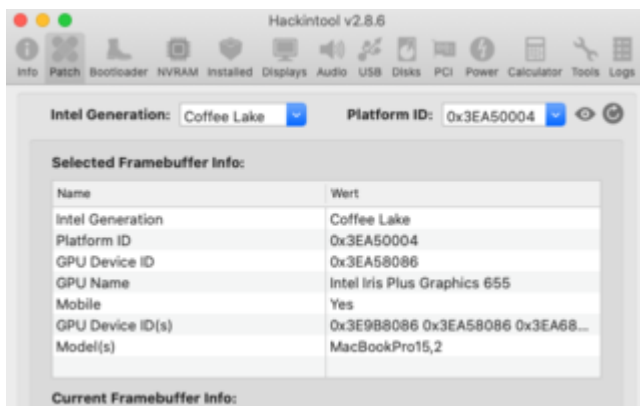 Hackintool v2.8.6
Info Patch Bootloader NVRAM Installed Displays Audio USB Disks PCI Power Calculator Tools Logs
Intel Generation: Coffee Lake Platform ID: 0x3EA50004
Selected Framebuffer Info:
Name Wert
Intel Generation Coffee Lake
Platform ID 0x3EA50004
GPU Device ID 0x3EA58086
GPU Name Intel Iris Plus Graphics 655
Mobile Yes
GPU Device ID(s) 0x3E9B8086 0x3EA58086 0x3EA68...
Model(s) MacBookPro15,2
Current Framebuffer Info: